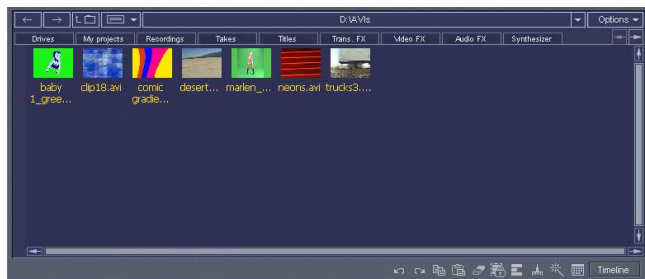 D:\AVIs
Options
Drives
My projects
Recordings
Takes
Titles
Trans. FX
Video FX
Audio FX
Synthesizer
baby
1_gree...
clip18.avi
comic
gradie...
desert...
marlen_...
neons.avi
trucks3....
Timeline